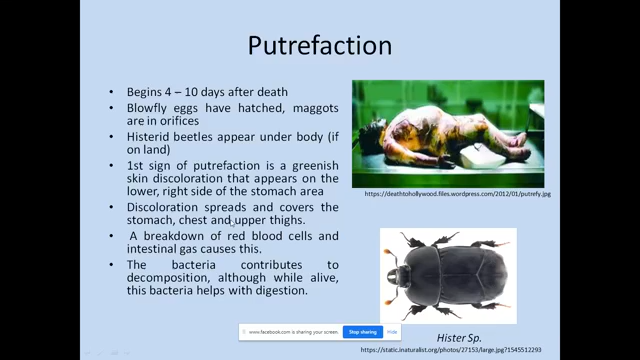 Putrefaction
• Begins 4 – 10 days after death
• Blowfly eggs have hatched, maggots
are in orifices
• Histerid beetles appear under body (if
on land)
• 1st sign of putrefaction is a greenish
skin discoloration that appears on the
lower, right side of the stomach area
• Discoloration spreads and covers the
stomach, chest and upper thighs.
• A breakdown of red blood cells and
intestinal gas causes this.
• The bacteria contributes to
decomposition, although while alive,
this bacteria helps with digestion.
https://deathtohollywood.files.wordpress.com/2012/01/putrefy.jpg
Hister Sp.
https://static.inaturalist.org/photos/27153/large.jpg?1545512293
www.facebook.com is sharing your screen.
Stop sharing
Hide